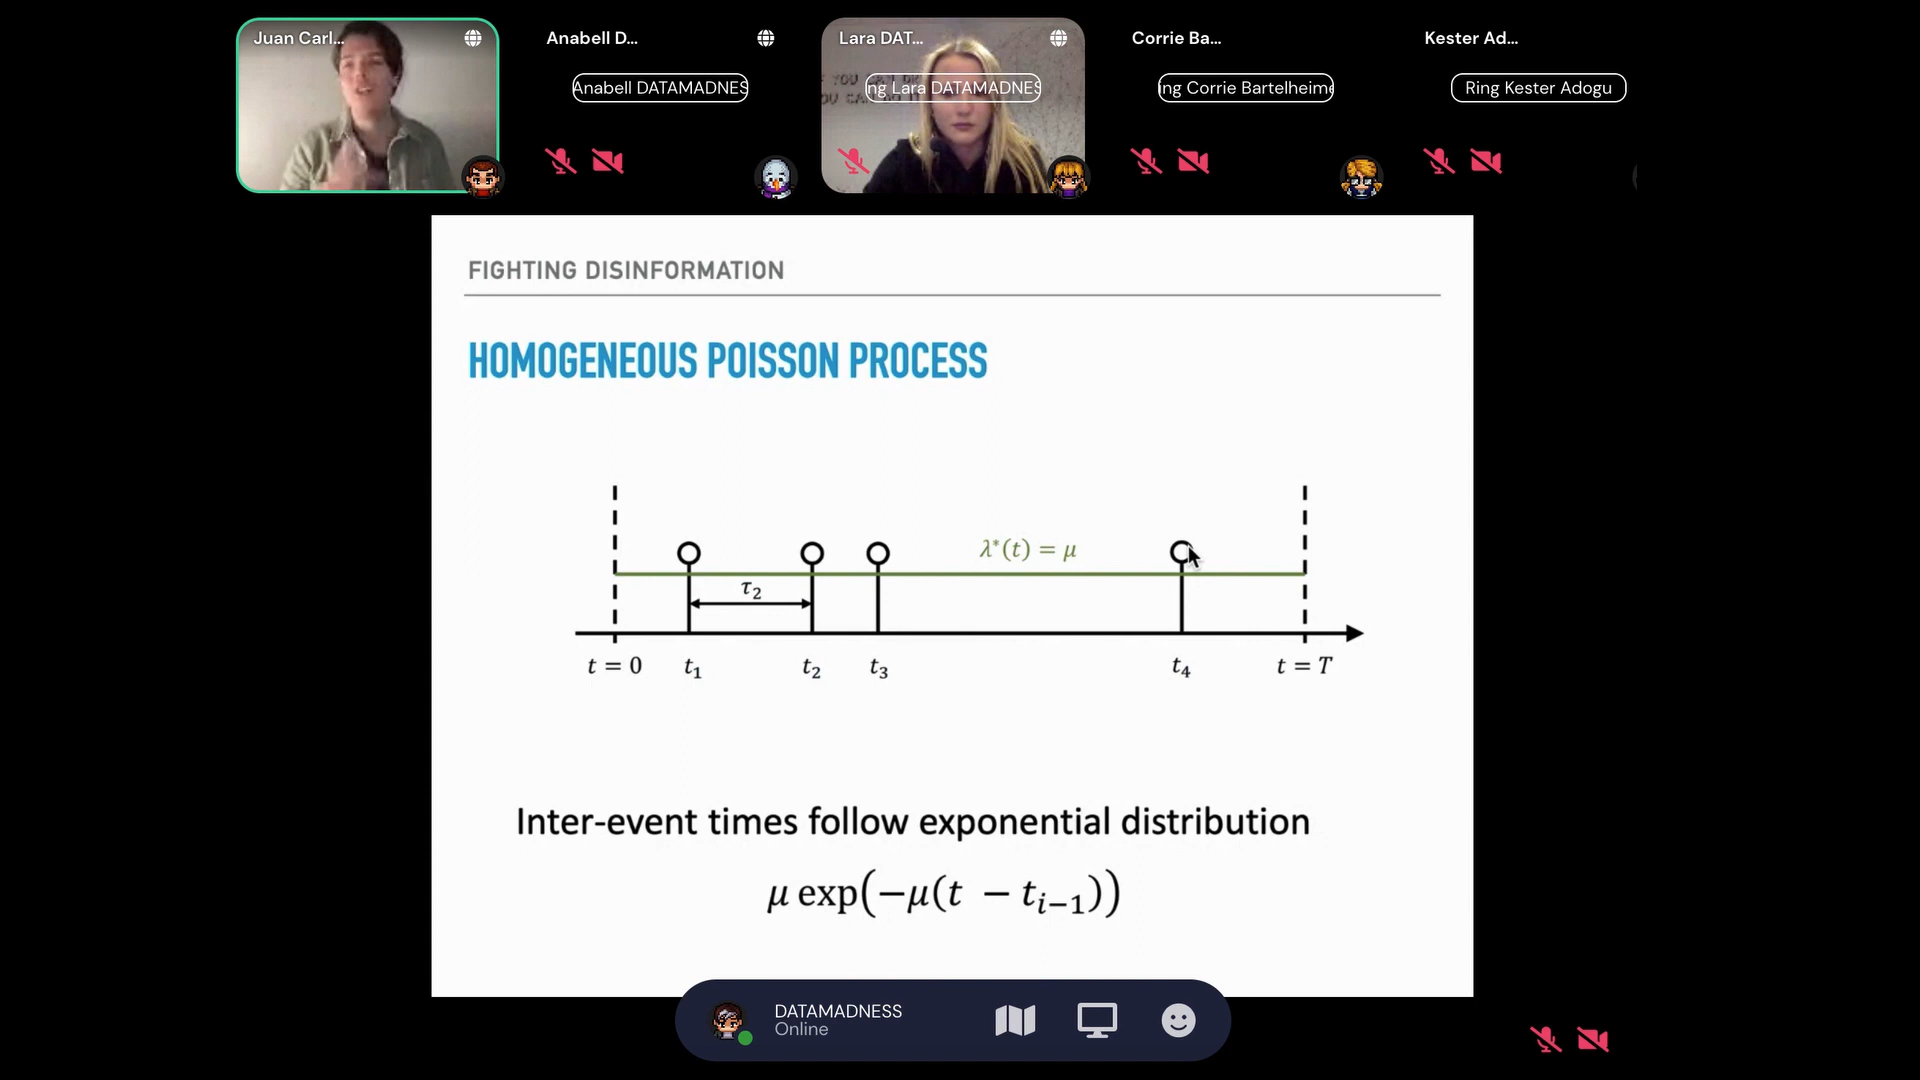 Juan Carl...
Anabell D...
Lara DAT...
Corrie Ba...
Kester Ad...
Anabell DATAMADNES
ng Lara DATAMADNES
ing Corrie Bartelheime
Ring Kester Adogu
FIGHTING DISINFORMATION
HOMOGENEOUS POISSON PROCESS
λ*(t) = μ
τ₂
t = 0 t₁ t₂ t₃ t₄ t = T
Inter-event times follow exponential distribution
μ exp(−μ(t − tᵢ₋₁))
DATAMADNESS
Online